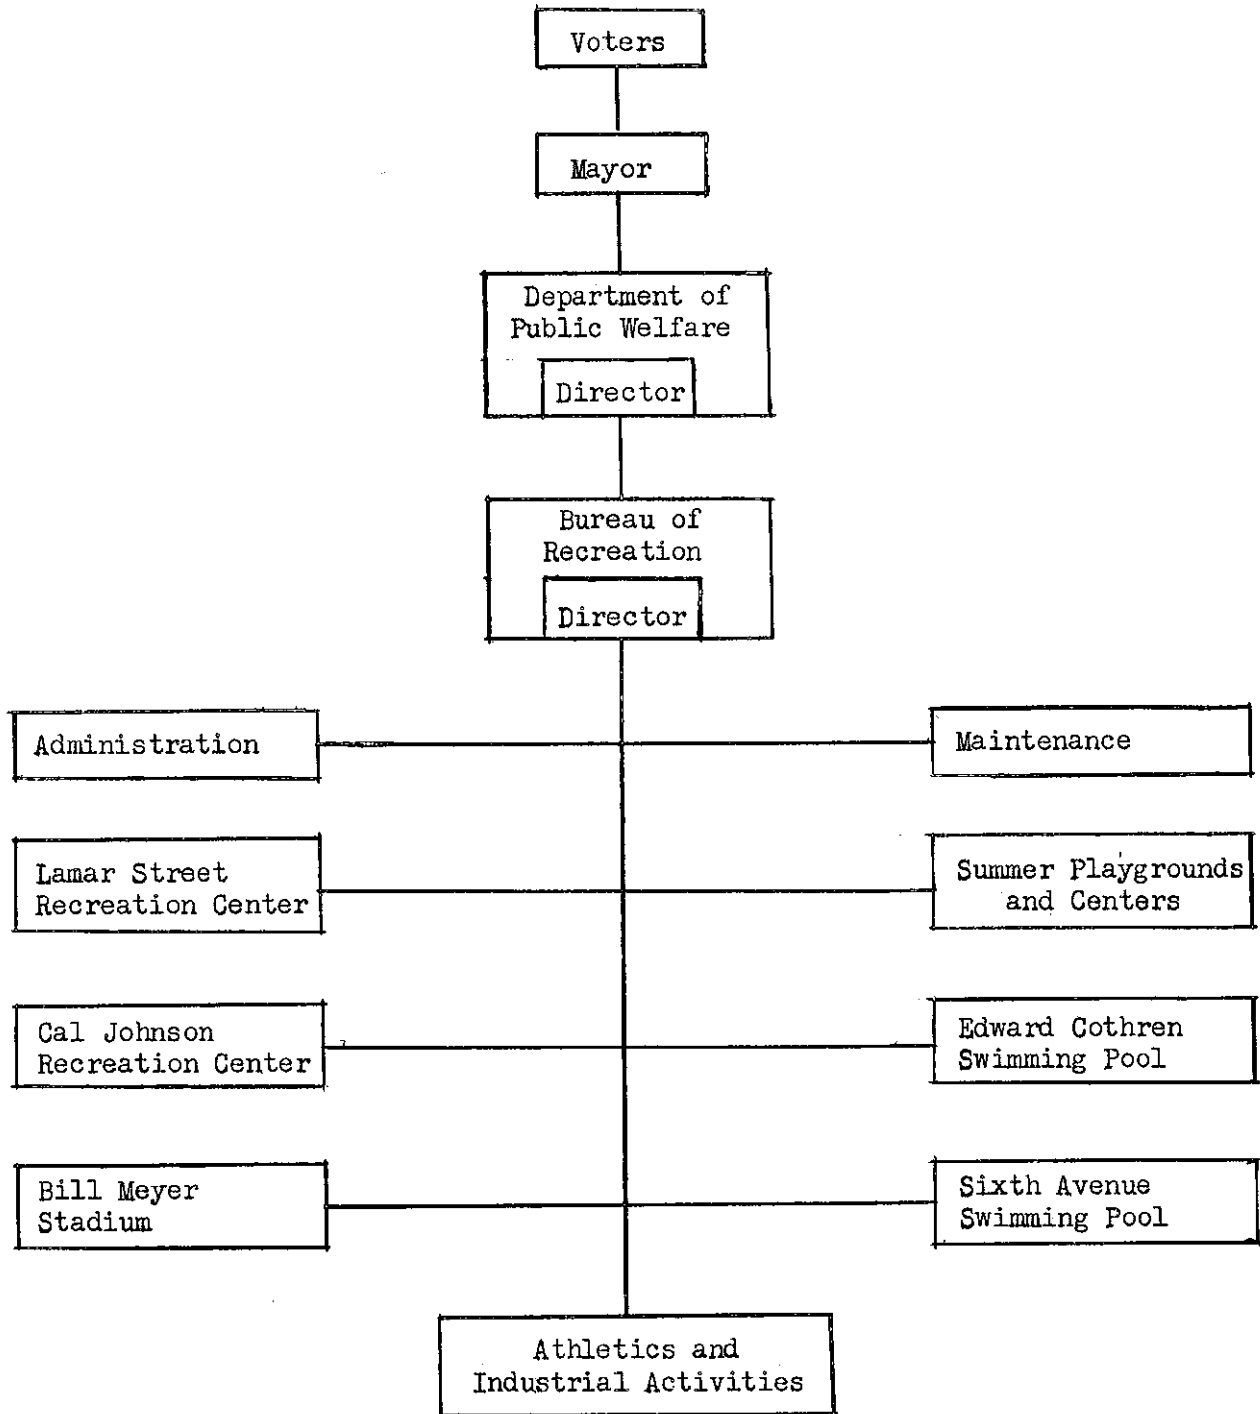 Voters
Mayor
Department of
Public Welfare
Director
Bureau of
Recreation
Director
Administration
Maintenance
Lamar Street
Recreation Center
Summer Playgrounds
and Centers
Cal Johnson
Recreation Center
Edward Cothren
Swimming Pool
Bill Meyer
Stadium
Sixth Avenue
Swimming Pool
Athletics and
Industrial Activities